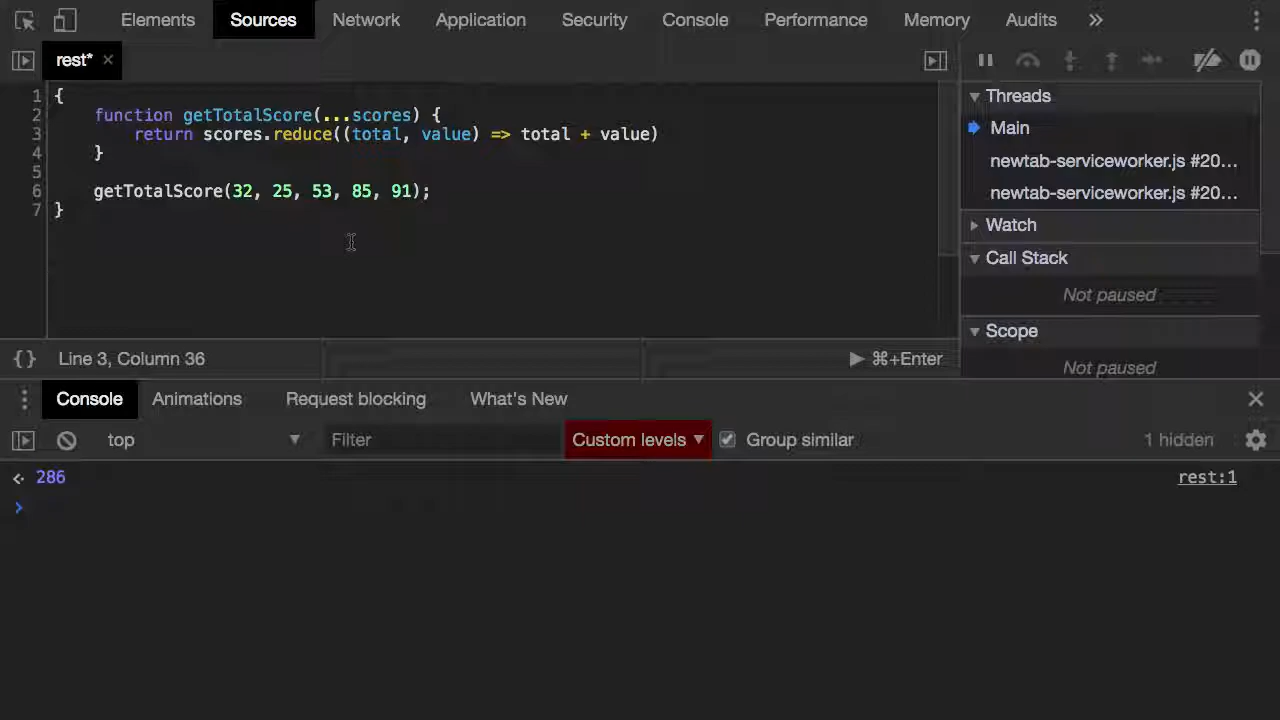 Elements Sources Network Application Security Console Performance Memory Audits »
rest* ×
1 {
2 function getTotalScore(...scores) {
3 return scores.reduce((total, value) => total + value)
4 }
5
6 getTotalScore(32, 25, 53, 85, 91);
7 }
Threads
Main
newtab-serviceworker.js #20...
newtab-serviceworker.js #20...
Watch
Call Stack
Not paused
Scope
Not paused
{} Line 3, Column 36 ⌘+Enter
Console Animations Request blocking What's New ×
top Filter Custom levels Group similar 1 hidden
286 rest:1